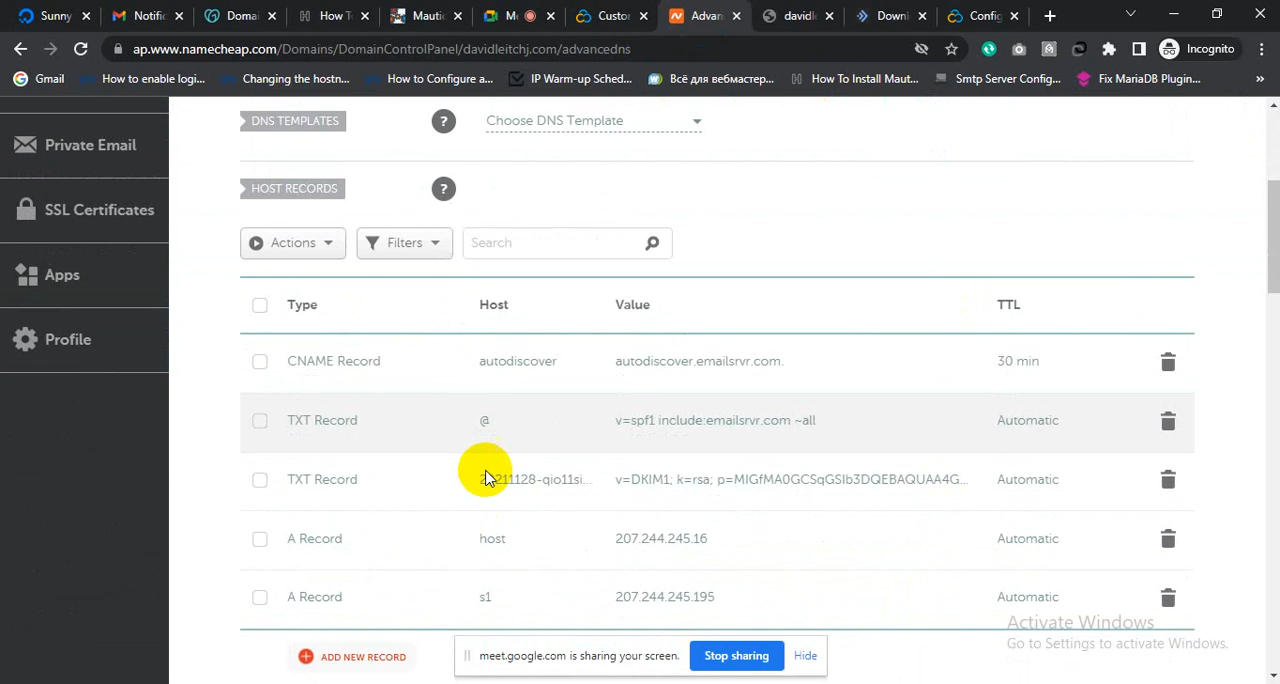 Sunny
Notific
Domai
How To
Mautic
Me
Custor
Advan
davidle
Downl
Config
ap.www.namecheap.com/Domains/DomainControlPanel/davidleitchj.com/advancedns
Incognito
Gmail
How to enable logi...
Changing the hostn...
How to Configure a...
IP Warm-up Sched...
Всё для вебмастер...
How To Install Maut...
Smtp Server Config...
Fix MariaDB Plugin...
»
DNS TEMPLATES
?
Choose DNS Template
Private Email
HOST RECORDS
?
SSL Certificates
Actions
Filters
Search
Apps
Type Host Value TTL
Profile
CNAME Record autodiscover autodiscover.emailsrvr.com. 30 min
TXT Record @ v=spf1 include:emailsrvr.com ~all Automatic
TXT Record 20211128-qio11si... v=DKIM1; k=rsa; p=MIGfMA0GCSqGSIb3DQEBAQUAA4G... Automatic
A Record host 207.244.245.16 Automatic
A Record s1 207.244.245.195 Automatic
Activate Windows
Go to Settings to activate Windows.
ADD NEW RECORD
meet.google.com is sharing your screen.
Stop sharing
Hide